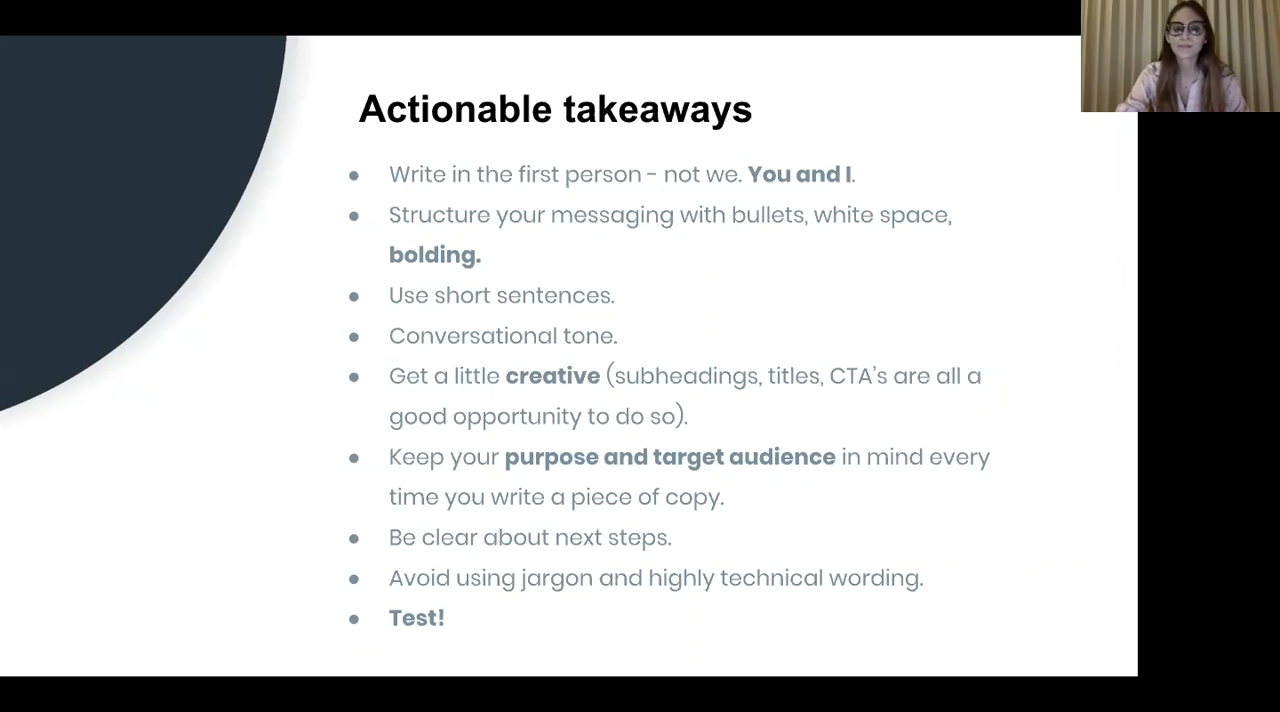 Actionable takeaways
● Write in the first person - not we. You and I.
● Structure your messaging with bullets, white space,
bolding.
● Use short sentences.
● Conversational tone.
● Get a little creative (subheadings, titles, CTA's are all a
good opportunity to do so).
● Keep your purpose and target audience in mind every
time you write a piece of copy.
● Be clear about next steps.
● Avoid using jargon and highly technical wording.
● Test!